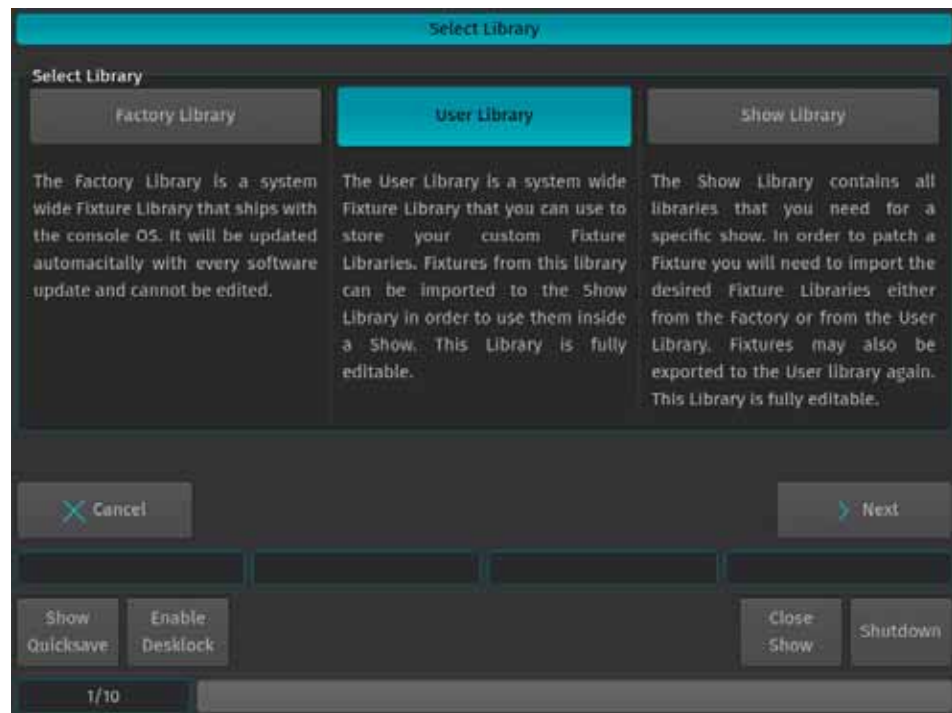 Select Library
Select Library
Factory Library
User Library
Show Library
The Factory Library is a system
wide Fixture Library that ships with
the console OS. It will be updated
automacitally with every software
update and cannot be edited.
The User Library is a system wide
Fixture Library that you can use to
store your custom Fixture
Libraries. Fixtures from this library
can be imported to the Show
Library in order to use them inside
a Show. This Library is fully
editable.
The Show Library contains all
libraries that you need for a
specific show. In order to patch a
Fixture you will need to import the
desired Fixture Libraries either
from the Factory or from the User
Library. Fixtures may also be
exported to the User library again.
This Library is fully editable.
Cancel
Next
Show
Quicksave
Enable
Desklock
Close
Show
Shutdown
1/10